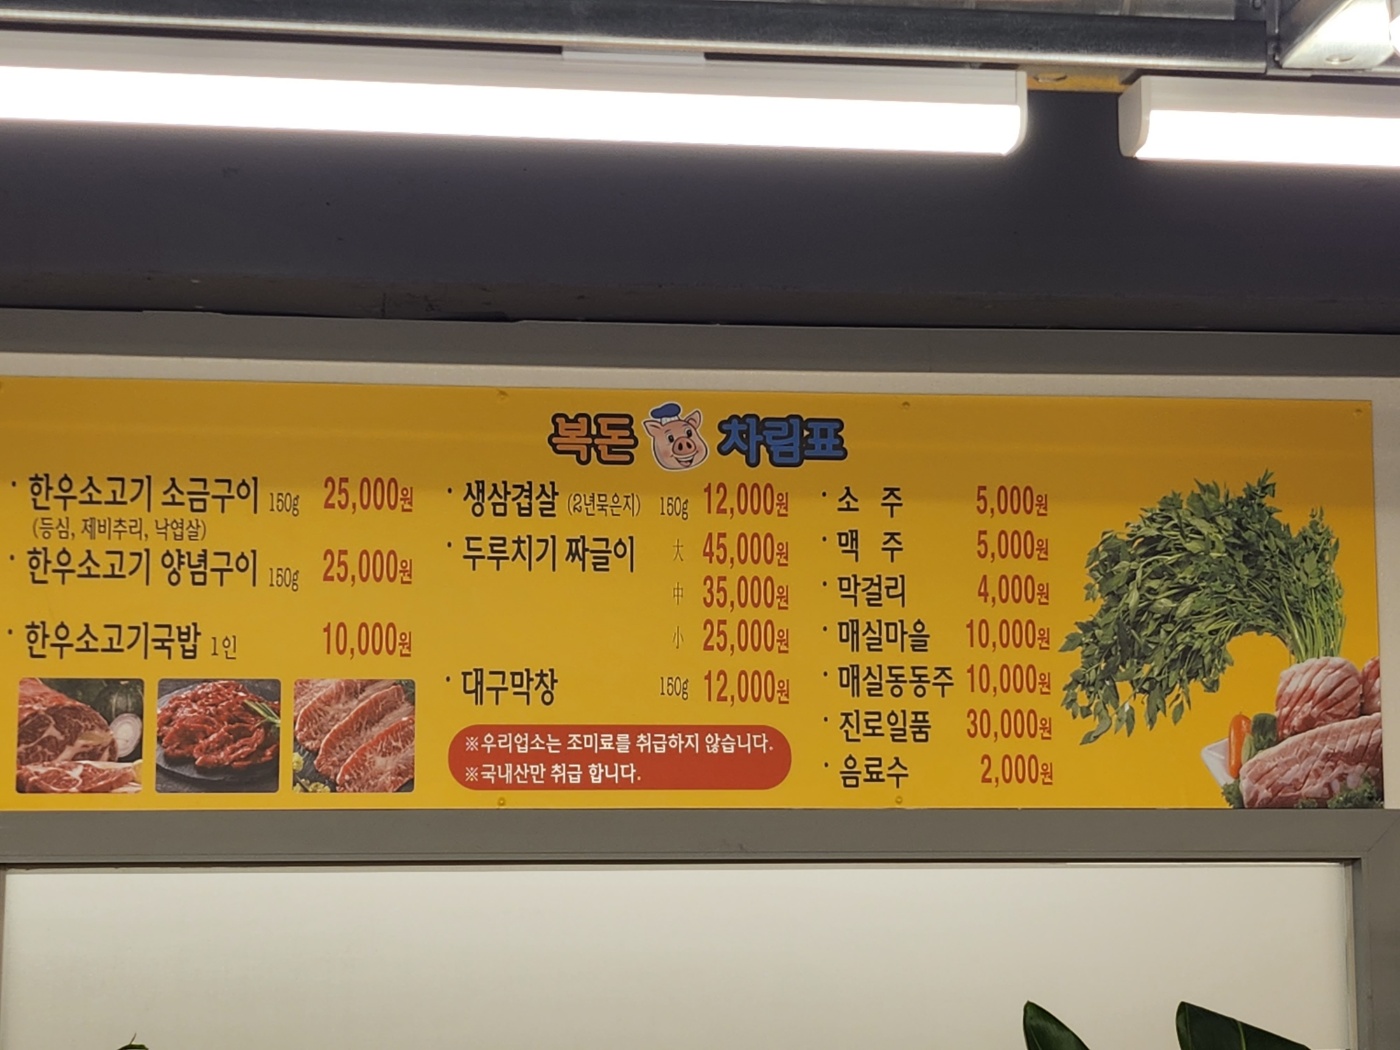 복돈 차림표
· 한우소고기 소금구이 150g 25,000원
(등심, 제비추리, 낙엽살)
· 한우소고기 양념구이 150g 25,000원
· 한우소고기국밥 1인 10,000원
· 생삼겹살 (2년묵은지) 150g 12,000원
· 두루치기 짜글이 大 45,000원
中 35,000원
小 25,000원
· 대구막창 150g 12,000원
※우리업소는 조미료를 취급하지 않습니다.
※국내산만 취급 합니다.
· 소 주 5,000원
· 맥 주 5,000원
· 막걸리 4,000원
· 매실마을 10,000원
· 매실동동주 10,000원
· 진로일품 30,000원
· 음료수 2,000원